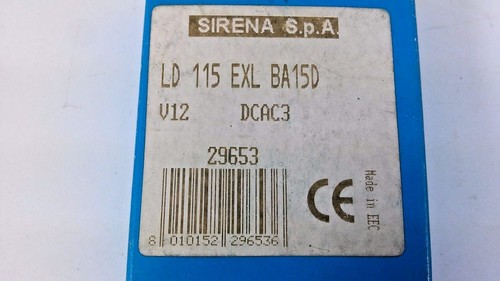 SIRENA S.p.A.
LD 115 EXL BA15D
V12 DCAC3
29653
8 010152 296536
CE
Made in EEC